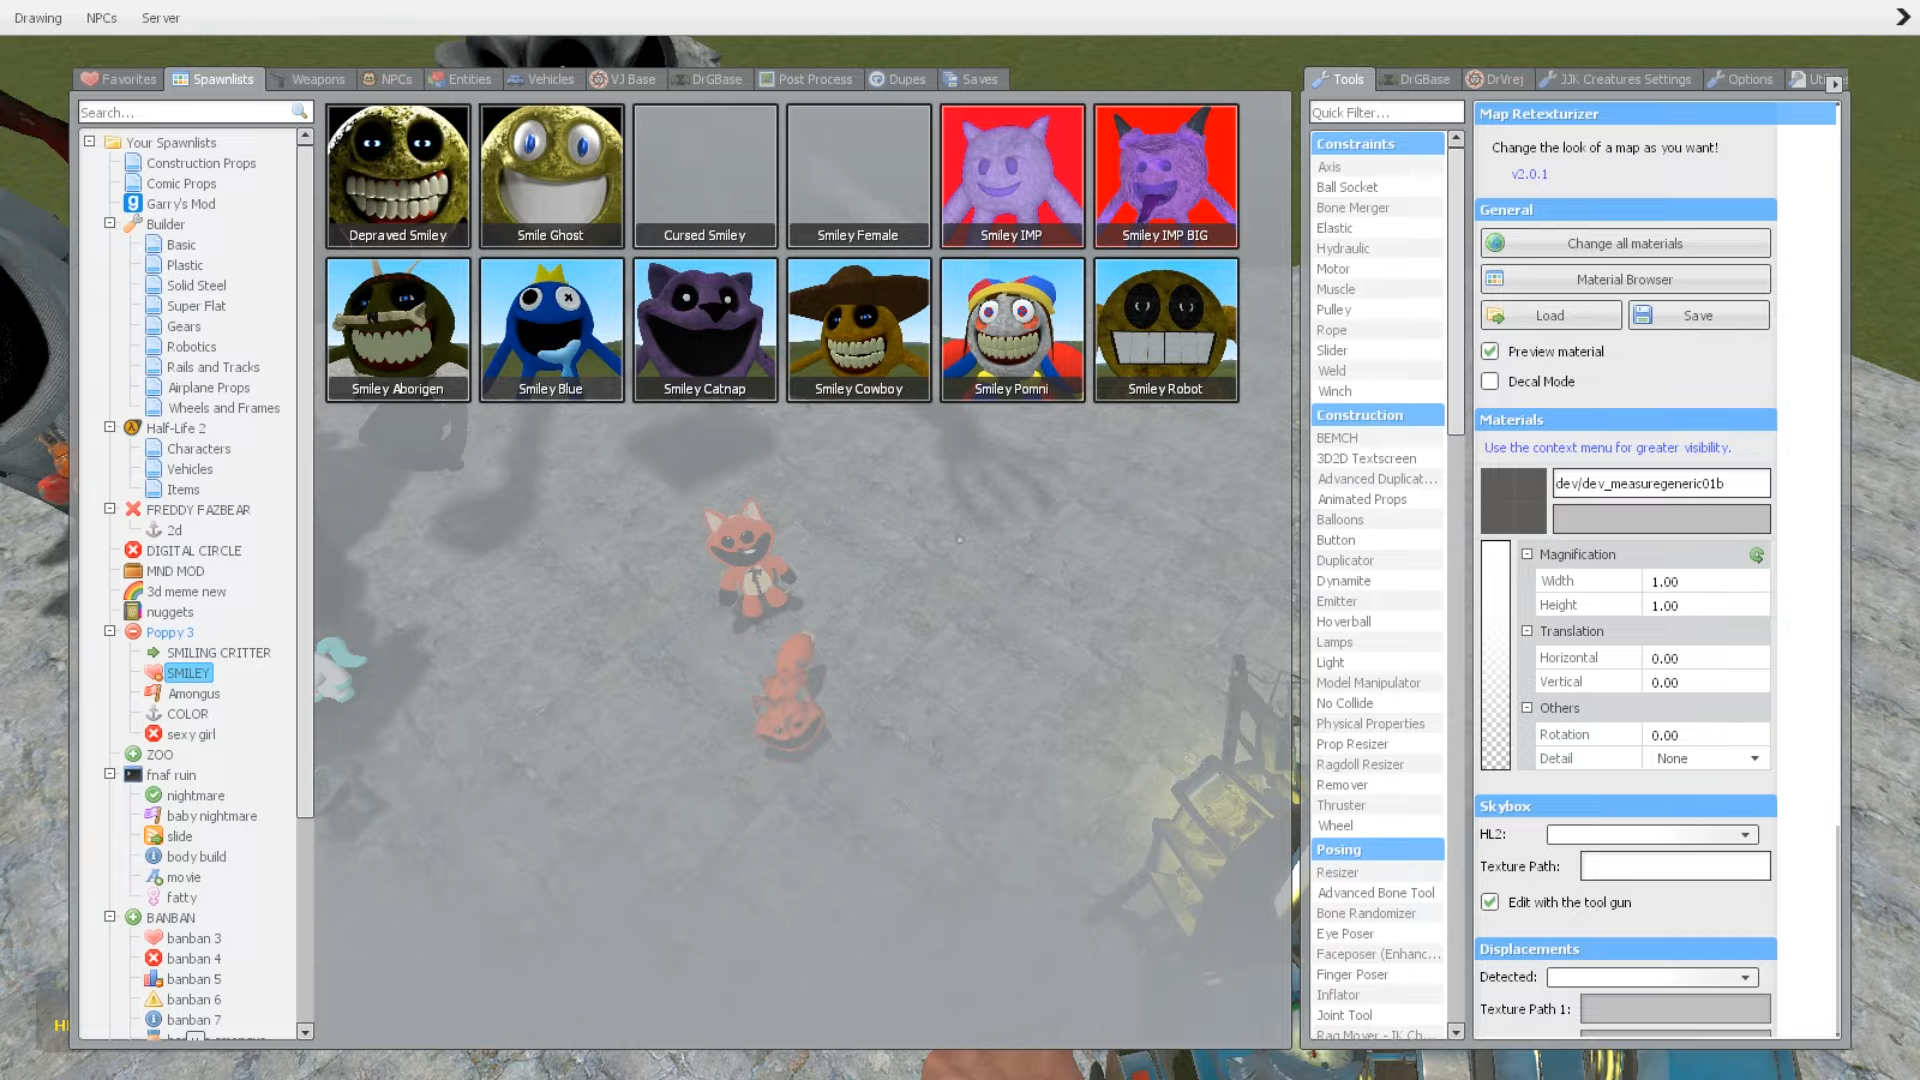 Drawing NPCs Server
Favorites Spawnlists Weapons NPCs Entities Vehicles VJ Base DrGBase Post Process Dupes Saves
Search...
Your Spawnlists
Construction Props
Comic Props
Garry's Mod
Builder
Basic
Plastic
Solid Steel
Super Flat
Gears
Robotics
Rails and Tracks
Airplane Props
Wheels and Frames
Half-Life 2
Characters
Vehicles
Items
FREDDY FAZBEAR
2d
DIGITAL CIRCLE
MND MOD
3d meme new
nuggets
Poppy 3
SMILING CRITTER
SMILEY
Amongus
COLOR
sexy girl
ZOO
fnaf ruin
nightmare
baby nightmare
slide
body build
movie
fatty
BANBAN
banban 3
banban 4
banban 5
banban 6
banban 7
Depraved Smiley Smile Ghost Cursed Smiley Smiley Female Smiley IMP Smiley IMP BIG
Smiley Aborigen Smiley Blue Smiley Catnap Smiley Cowboy Smiley Pomni Smiley Robot
Tools DrGBase DrVrej JJK Creatures Settings Options Uti
Quick Filter...
Constraints
Axis
Ball Socket
Bone Merger
Elastic
Hydraulic
Motor
Muscle
Pulley
Rope
Slider
Weld
Winch
Construction
BEMCH
3D2D Textscreen
Advanced Duplicat...
Animated Props
Balloons
Button
Duplicator
Dynamite
Emitter
Hoverball
Lamps
Light
Model Manipulator
No Collide
Physical Properties
Prop Resizer
Ragdoll Resizer
Remover
Thruster
Wheel
Posing
Resizer
Advanced Bone Tool
Bone Randomizer
Eye Poser
Faceposer (Enhanc...
Finger Poser
Inflator
Joint Tool
Rag Mover - IK Ch...
Map Retexturizer
Change the look of a map as you want!
v2.0.1
General
Change all materials
Material Browser
Load Save
Preview material
Decal Mode
Materials
Use the context menu for greater visibility.
dev/dev_measuregeneric01b
Magnification
Width 1.00
Height 1.00
Translation
Horizontal 0.00
Vertical 0.00
Others
Rotation 0.00
Detail None
Skybox
HL2:
Texture Path:
Edit with the tool gun
Displacements
Detected:
Texture Path 1: